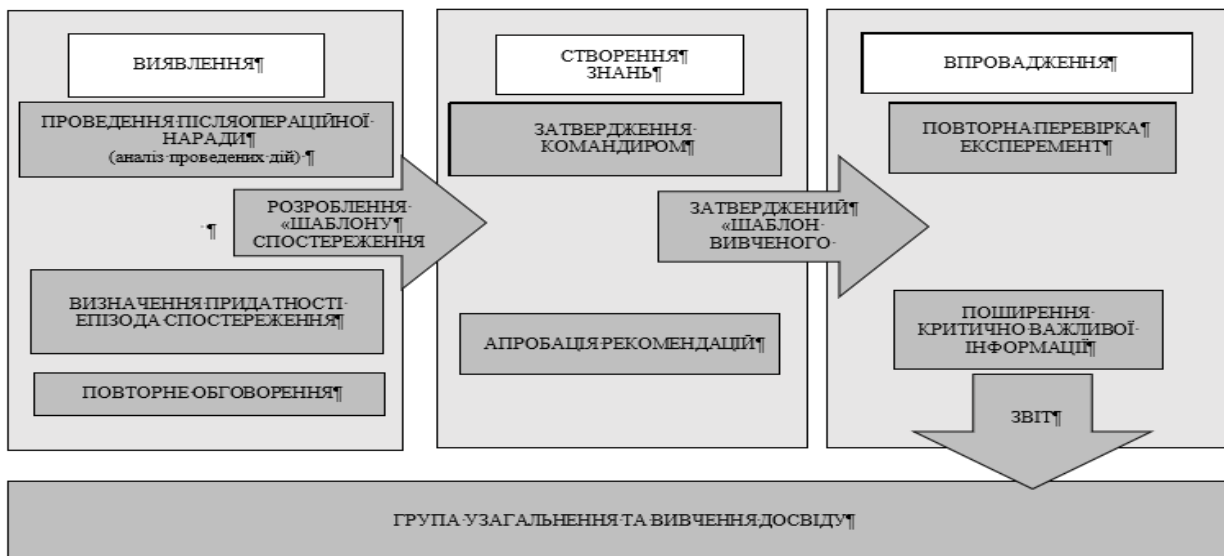 ВИЯВЛЕННЯ¶
ПРОВЕДЕННЯ·ПІСЛЯОПЕРАЦІЙНОЇ·
НАРАДИ¶
(аналіз·проведених·дій)·¶
·¶
ВИЗНАЧЕННЯ·ПРИДАТНОСТІ·
ЕПІЗОДА·СПОСТЕРЕЖЕННЯ¶
ПОВТОРНЕ·ОБГОВОРЕННЯ¶
РОЗРОБЛЕННЯ·
«ШАБЛОНУ¶
СПОСТЕРЕЖЕННЯ
СТВОРЕННЯ¶
ЗНАНЬ¶
ЗАТВЕРДЖЕННЯ·
КОМАНДИРОМ¶
АПРОБАЦІЯ·РЕКОМЕНДАЦІЙ¶
ЗАТВЕРДЖЕНИЙ¶
«ШАБЛОН·
ВИВЧЕНОГО·
ВПРОВАДЖЕННЯ¶
ПОВТОРНА·ПЕРЕВІРКА¶
ЕКСПЕРЕМЕНТ¶
ПОШИРЕННЯ·
КРИТИЧНО·ВАЖЛИВОЇ·
ІНФОРМАЦІЇ¶
ЗВІТ¶
ГРУПА·УЗАГАЛЬНЕННЯ·ТА·ВИВЧЕННЯ·ДОСВІДУ¶